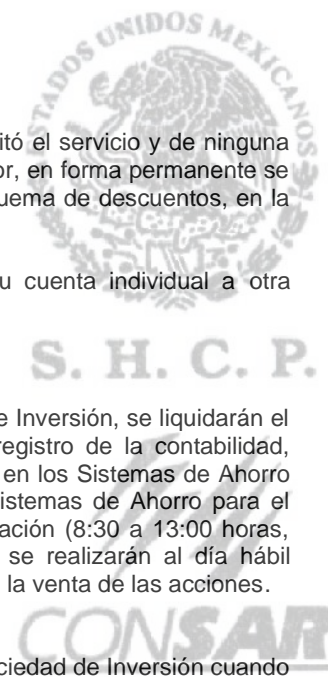 ESTADOS UNIDOS MEXICANOS
itó el servicio y de ninguna
or, en forma permanente se
uema de descuentos, en la
u cuenta individual a otra
S. H. C. P.
e Inversión, se liquidarán el
registro de la contabilidad,
en los Sistemas de Ahorro
istemas de Ahorro para el
ación (8:30 a 13:00 horas,
se realizarán al día hábil
la venta de las acciones.
CONSAR
ciedad de Inversión cuando